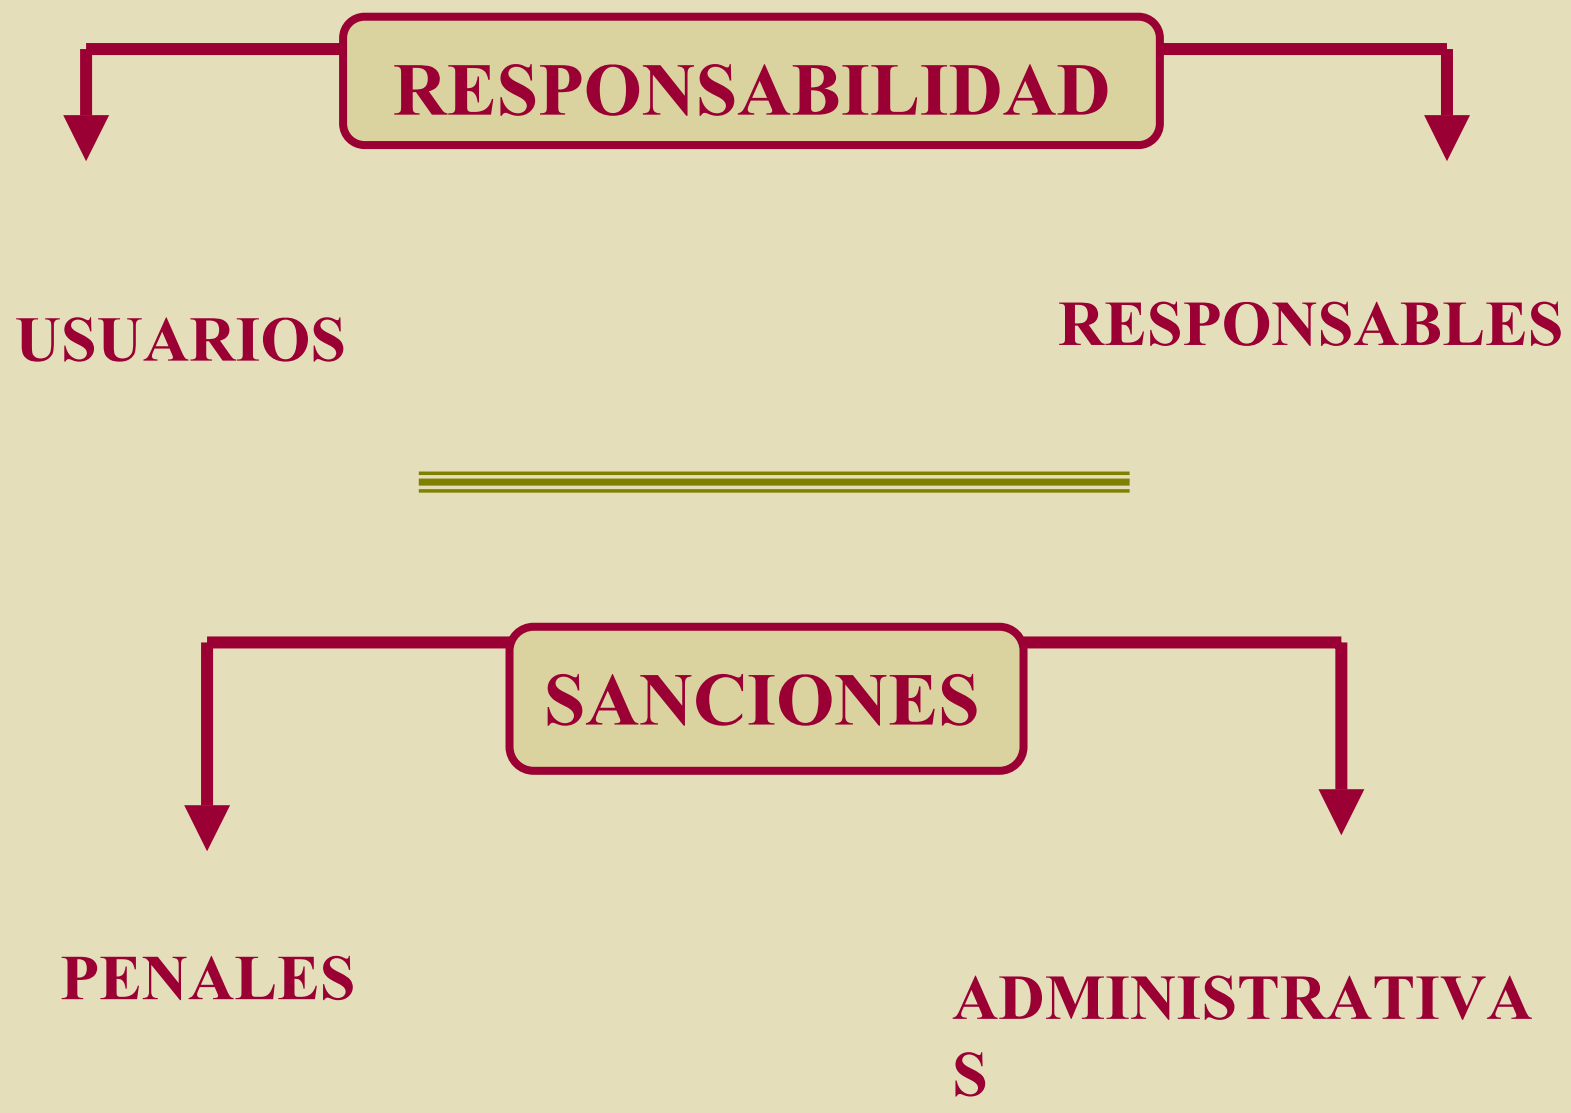 RESPONSABILIDAD
USUARIOS
RESPONSABLES
SANCIONES
PENALES
ADMINISTRATIVA
S